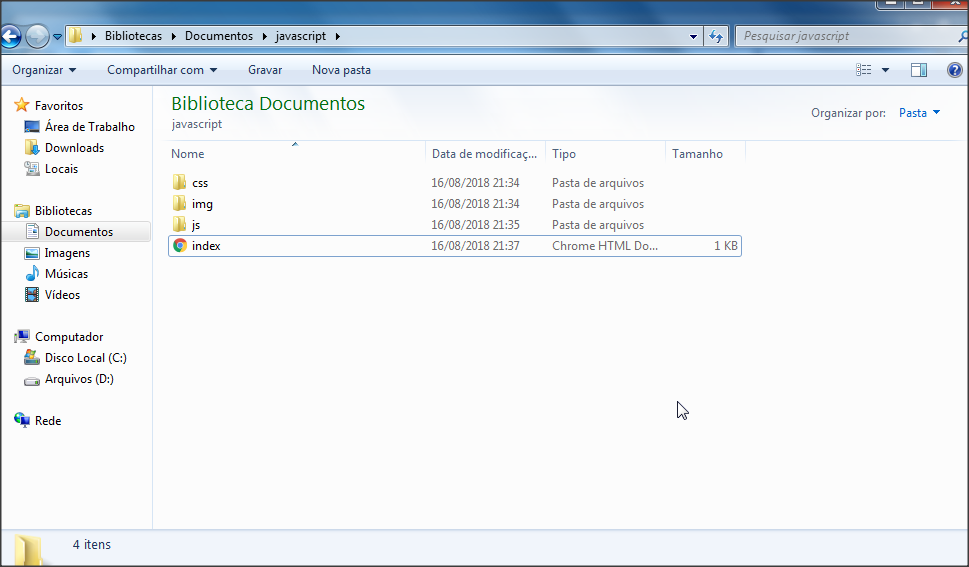 Bibliotecas Documentos javascript Pesquisar javascript
Organizar Compartilhar com Gravar Nova pasta
Favoritos
Área de Trabalho
Downloads
Locais
Bibliotecas
Documentos
Imagens
Músicas
Vídeos
Computador
Disco Local (C:)
Arquivos (D:)
Rede
Biblioteca Documentos
javascript
Organizar por: Pasta
Nome Data de modificaç... Tipo Tamanho
css 16/08/2018 21:34 Pasta de arquivos
img 16/08/2018 21:34 Pasta de arquivos
js 16/08/2018 21:35 Pasta de arquivos
index 16/08/2018 21:37 Chrome HTML Do... 1 KB
4 itens